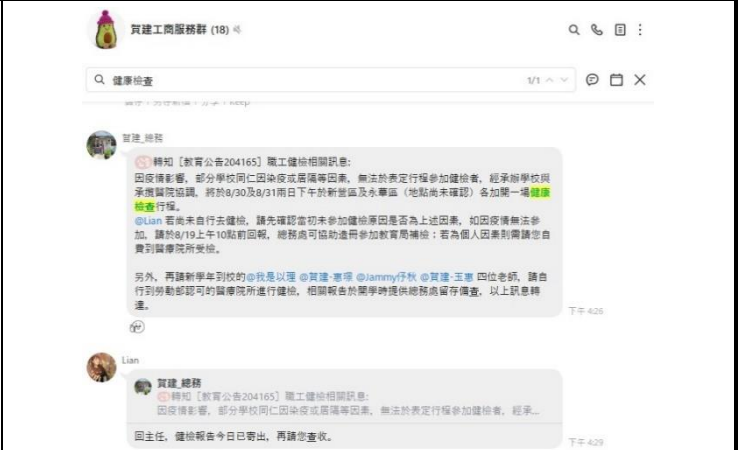 賀建工商服務群 (18)
健康檢查
1/1
賀建_總務
轉知［教育公告204165］職工健檢相關訊息:
因疫情影響，部分學校同仁因染疫或居隔等因素，無法於表定行程參加健檢者，經承辦學校與
承攬醫院協調，將於8/30及8/31兩日下午於新營區及永華區（地點尚未確認）各加開一場健康
檢查行程。
@Lian 若尚未自行去健檢，請先確認當初未參加健檢原因是否為上述因素，如因疫情無法參
加，請於8/19上午10點前回報，總務處可協助造冊參加教育局補檢：若為個人因素則需請您自
費到醫療院所受檢。
另外，再請新學年到校的@我是以理 @賀建-惠璟 @Jammy仔秋 @賀建-玉惠 四位老師，請自
行到勞動部認可的醫療院所進行健檢，相關報告於開學時提供總務處留存備查，以上訊息轉
達。
下午 4:26
Lian
賀建_總務
轉知［教育公告204165］職工健檢相關訊息:
因疫情影響，部分學校同仁因染疫或居隔等因素，無法於表定行程參加健檢者，經承...
回主任，健檢報告今日已寄出，再請您查收。
下午 4:29